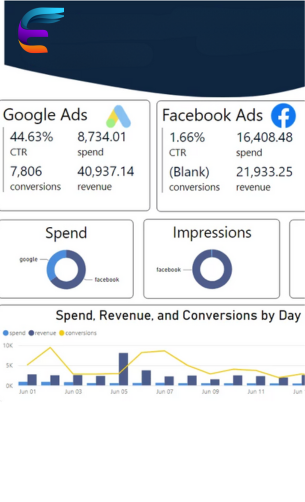 Google Ads
44.63% 8,734.01
CTR spend
7,806 40,937.14
conversions revenue
Facebook Ads
1.66% 16,408.48
CTR spend
(Blank) 21,933.25
conversions revenue
Spend
google
facebook
Impressions
facebook
Spend, Revenue, and Conversions by Day
spend revenue conversions
10K
5K
0K
Jun 01 Jun 03 Jun 05 Jun 07 Jun 09 Jun 11 Jun